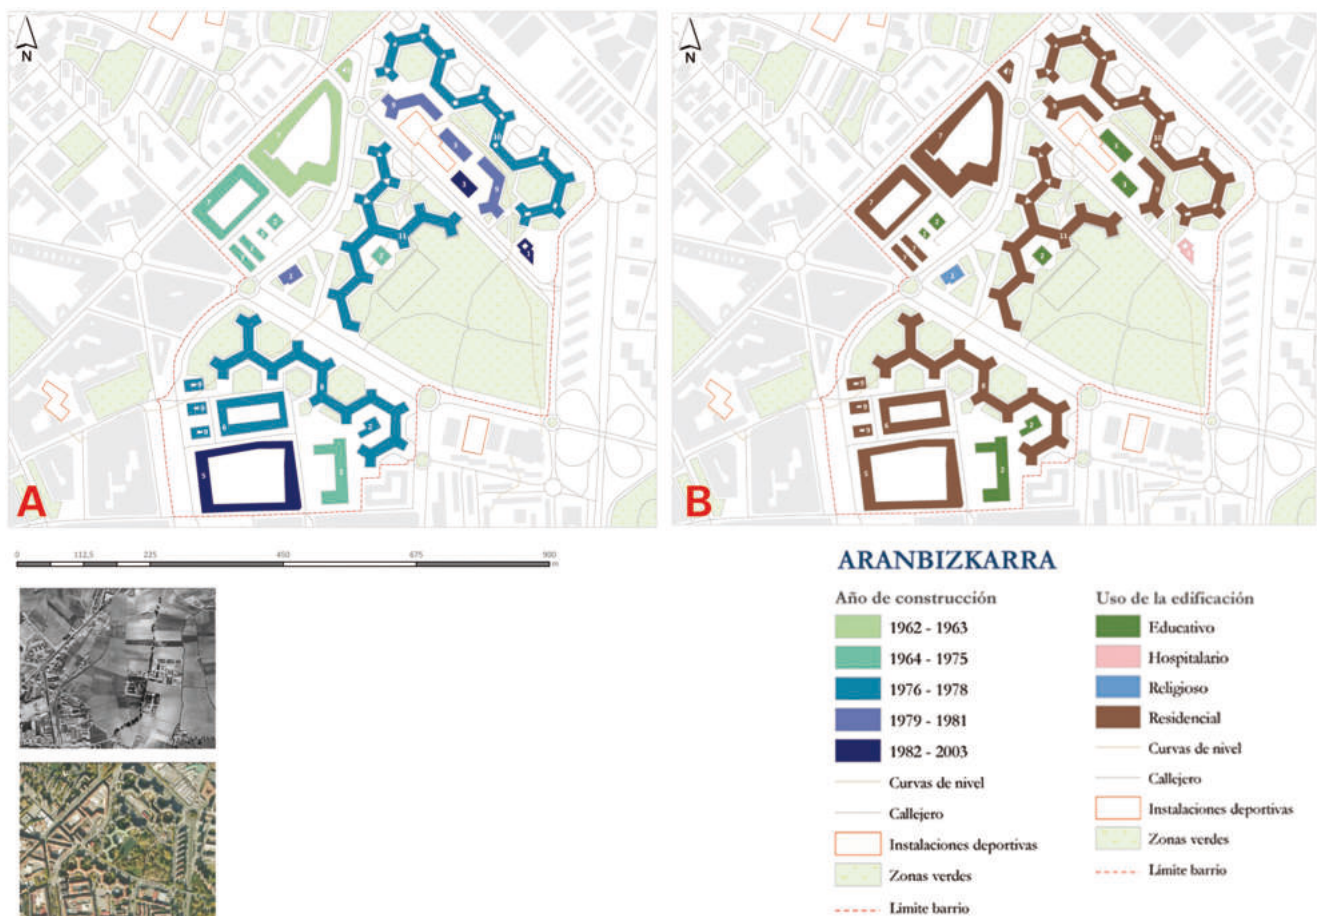 N
N
A
B
0 112,5 225 450 675 900
m
ARANBIZKARRA
Año de construcción
1962 - 1963
1964 - 1975
1976 - 1978
1979 - 1981
1982 - 2003
Curvas de nivel
Callejero
Instalaciones deportivas
Zonas verdes
Límite barrio
Uso de la edificación
Educativo
Hospitalario
Religioso
Residencial
Curvas de nivel
Callejero
Instalaciones deportivas
Zonas verdes
Límite barrio